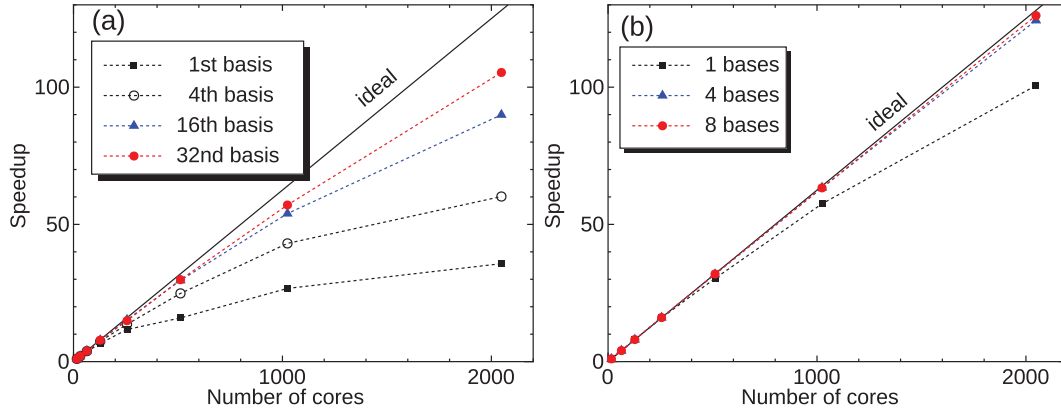 (a)
1st basis
4th basis
16th basis
32nd basis
ideal
Speedup
100
50
0
0
1000
2000
Number of cores
(b)
1 bases
4 bases
8 bases
ideal
Speedup
100
50
0
0
1000
2000
Number of cores